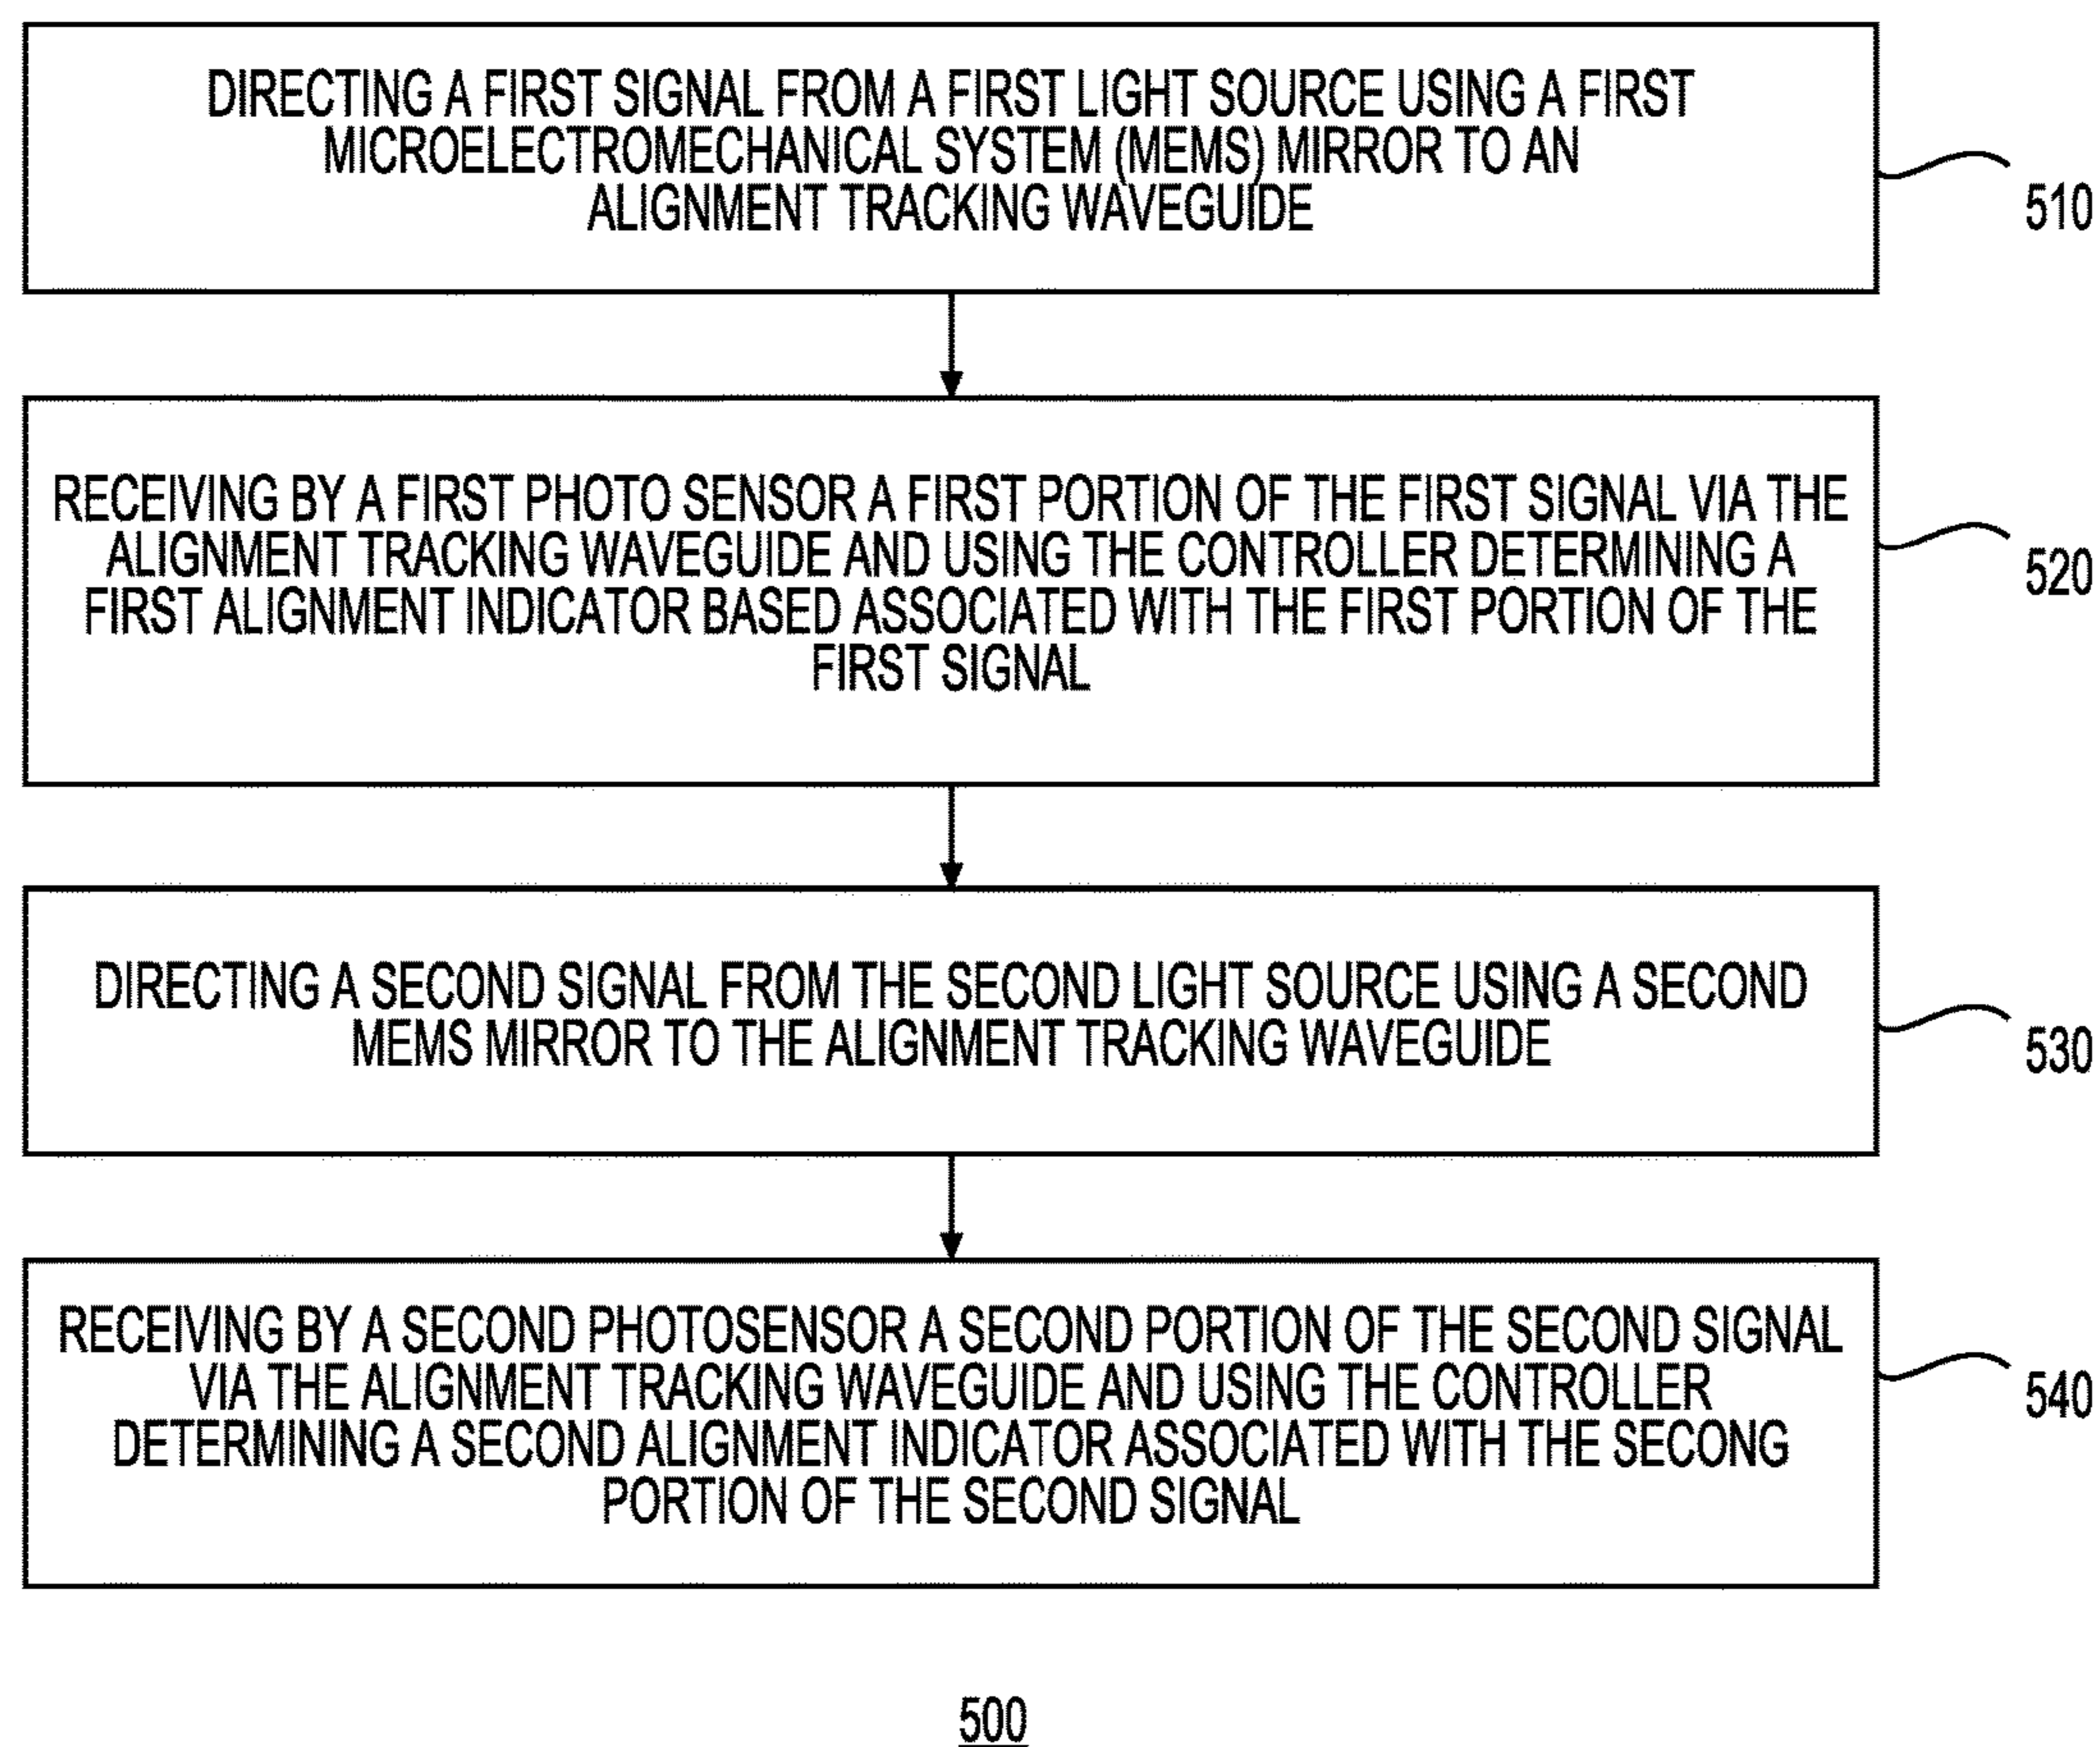 DIRECTING A FIRST SIGNAL FROM A FIRST LIGHT SOURCE USING A FIRST
MICROELECTROMECHANICAL SYSTEM (MEMS) MIRROR TO AN
ALIGNMENT TRACKING WAVEGUIDE
510
RECEIVING BY A FIRST PHOTO SENSOR A FIRST PORTION OF THE FIRST SIGNAL VIA THE
ALIGNMENT TRACKING WAVEGUIDE AND USING THE CONTROLLER DETERMINING A
FIRST ALIGNMENT INDICATOR BASED ASSOCIATED WITH THE FIRST PORTION OF THE
FIRST SIGNAL
520
DIRECTING A SECOND SIGNAL FROM THE SECOND LIGHT SOURCE USING A SECOND
MEMS MIRROR TO THE ALIGNMENT TRACKING WAVEGUIDE
530
RECEIVING BY A SECOND PHOTOSENSOR A SECOND PORTION OF THE SECOND SIGNAL
VIA THE ALIGNMENT TRACKING WAVEGUIDE AND USING THE CONTROLLER
DETERMINING A SECOND ALIGNMENT INDICATOR ASSOCIATED WITH THE SECONG
PORTION OF THE SECOND SIGNAL
540
500